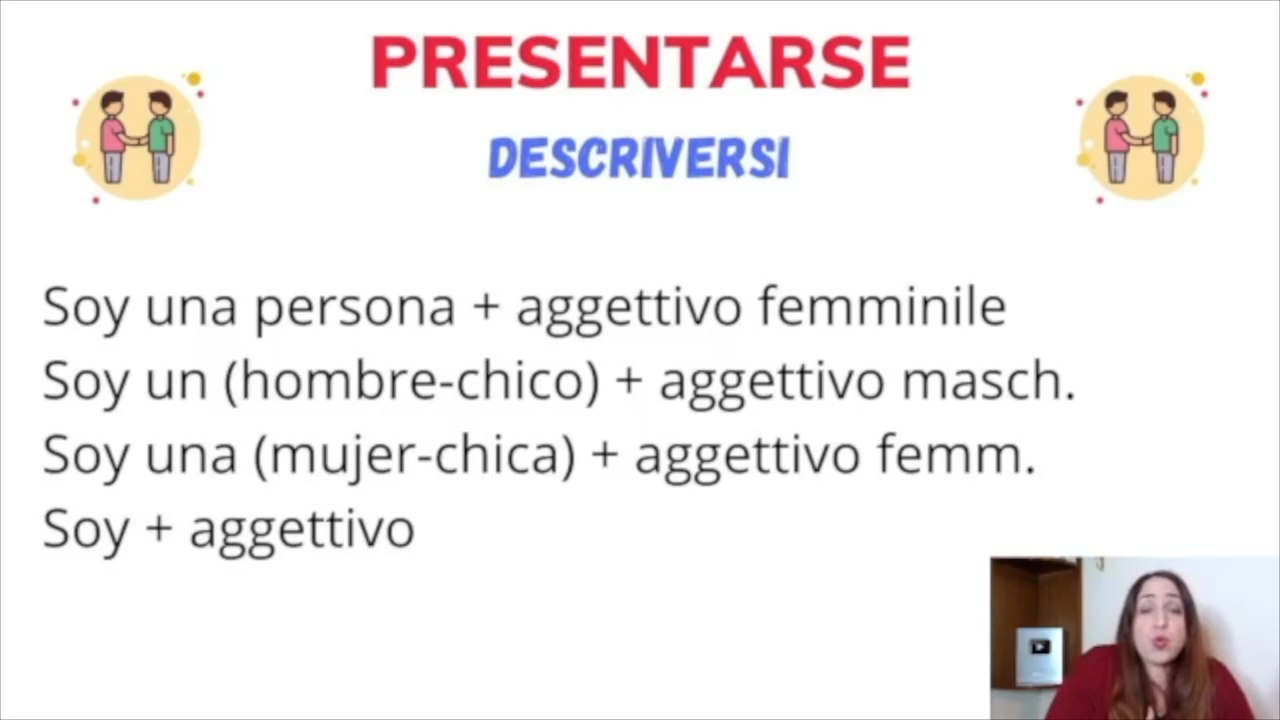 PRESENTARSE
DESCRIVERSI
Soy una persona + aggettivo femminile
Soy un (hombre-chico) + aggettivo masch.
Soy una (mujer-chica) + aggettivo femm.
Soy + aggettivo